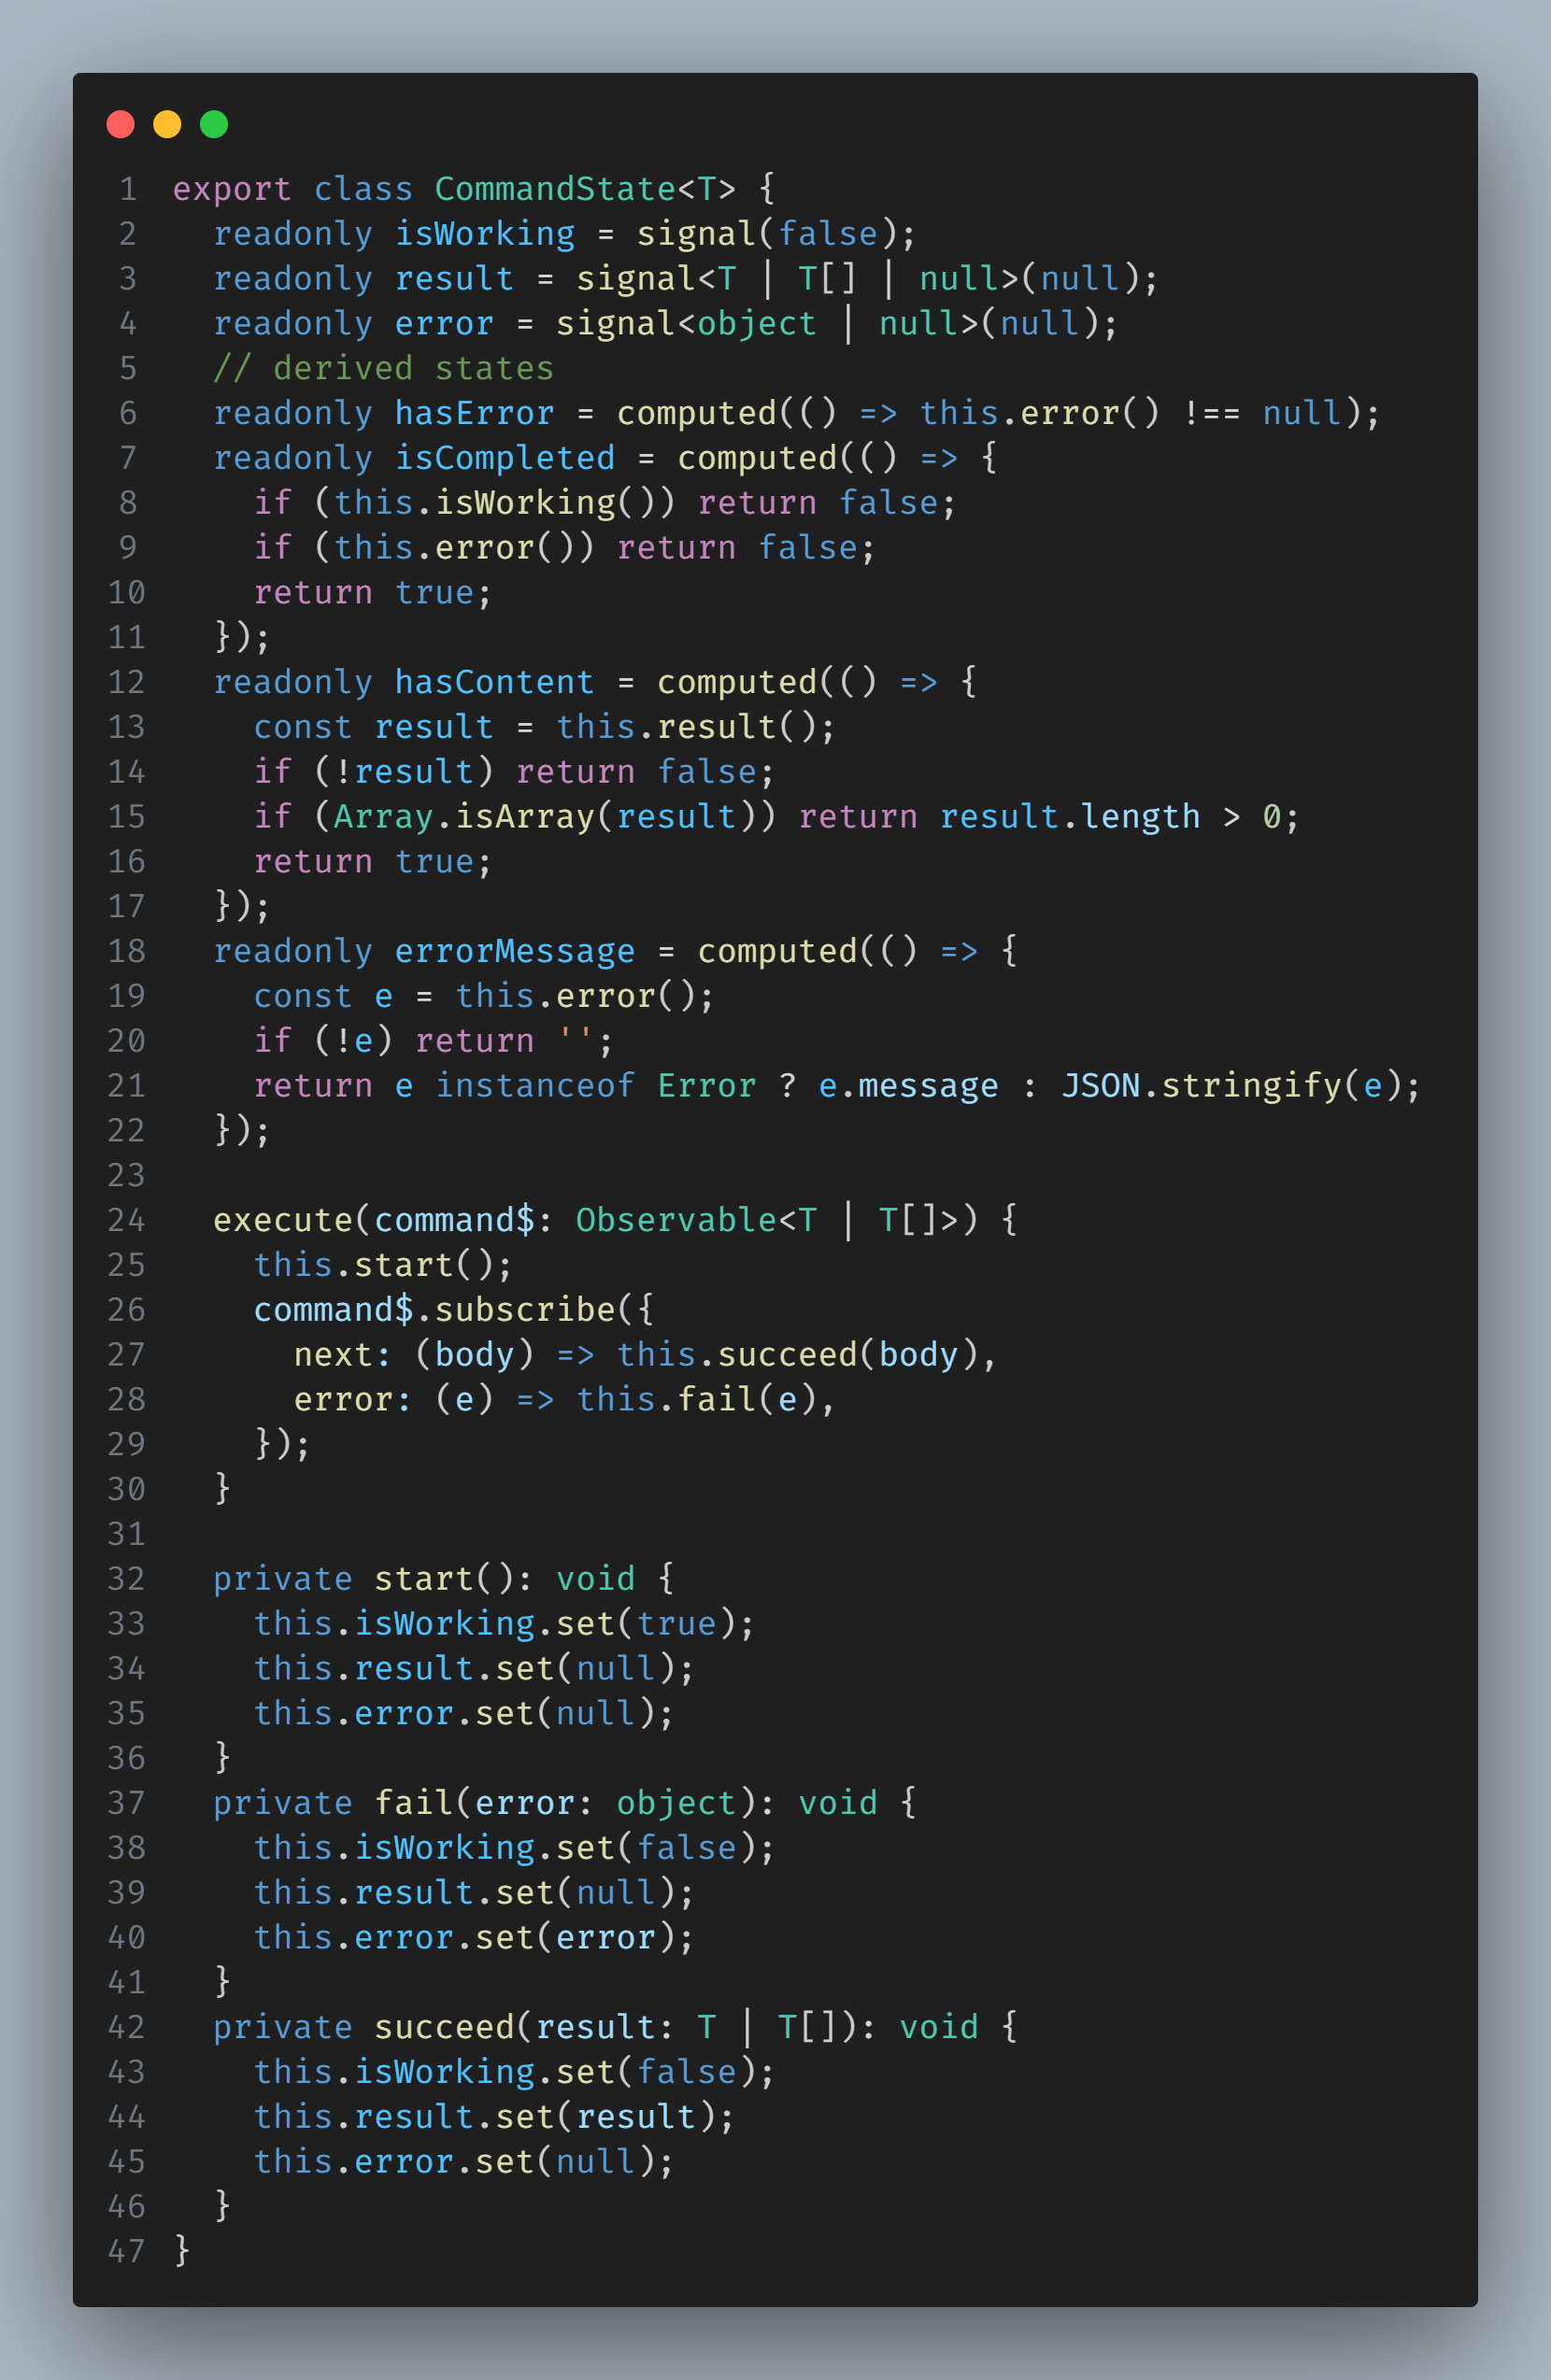 1 export class CommandState<T> {
2   readonly isWorking = signal(false);
3   readonly result = signal<T | T[] | null>(null);
4   readonly error = signal<object | null>(null);
5   // derived states
6   readonly hasError = computed(() => this.error() !== null);
7   readonly isCompleted = computed(() => {
8     if (this.isWorking()) return false;
9     if (this.error()) return false;
10     return true;
11   });
12   readonly hasContent = computed(() => {
13     const result = this.result();
14     if (!result) return false;
15     if (Array.isArray(result)) return result.length > 0;
16     return true;
17   });
18   readonly errorMessage = computed(() => {
19     const e = this.error();
20     if (!e) return '';
21     return e instanceof Error ? e.message : JSON.stringify(e);
22   });
23
24   execute(command$: Observable<T | T[]>) {
25     this.start();
26     command$.subscribe({
27       next: (body) => this.succeed(body),
28       error: (e) => this.fail(e),
29     });
30   }
31
32   private start(): void {
33     this.isWorking.set(true);
34     this.result.set(null);
35     this.error.set(null);
36   }
37   private fail(error: object): void {
38     this.isWorking.set(false);
39     this.result.set(null);
40     this.error.set(error);
41   }
42   private succeed(result: T | T[]): void {
43     this.isWorking.set(false);
44     this.result.set(result);
45     this.error.set(null);
46   }
47 }